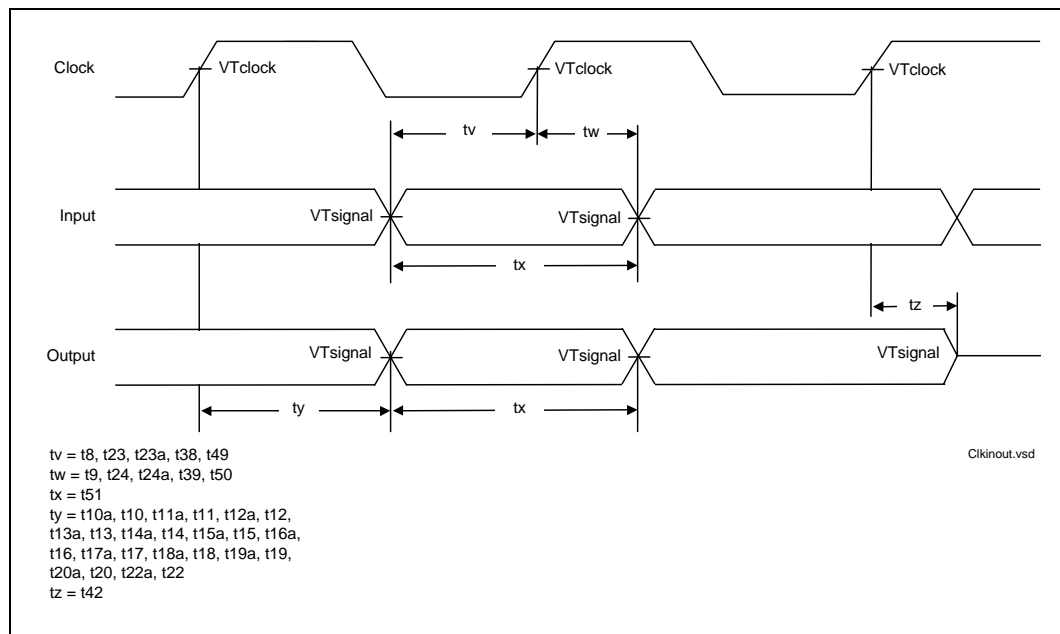 Clock
VTclock
VTclock
VTclock
tv
tw
Input
VTsignal
VTsignal
tx
tz
Output
VTsignal
VTsignal
VTsignal
ty
tx
tv = t8, t23, t23a, t38, t49
Clkinout.vsd
tw = t9, t24, t24a, t39, t50
tx = t51
ty = t10a, t10, t11a, t11, t12a, t12,
t13a, t13, t14a, t14, t15a, t15, t16a,
t16, t17a, t17, t18a, t18, t19a, t19,
t20a, t20, t22a, t22
tz = t42